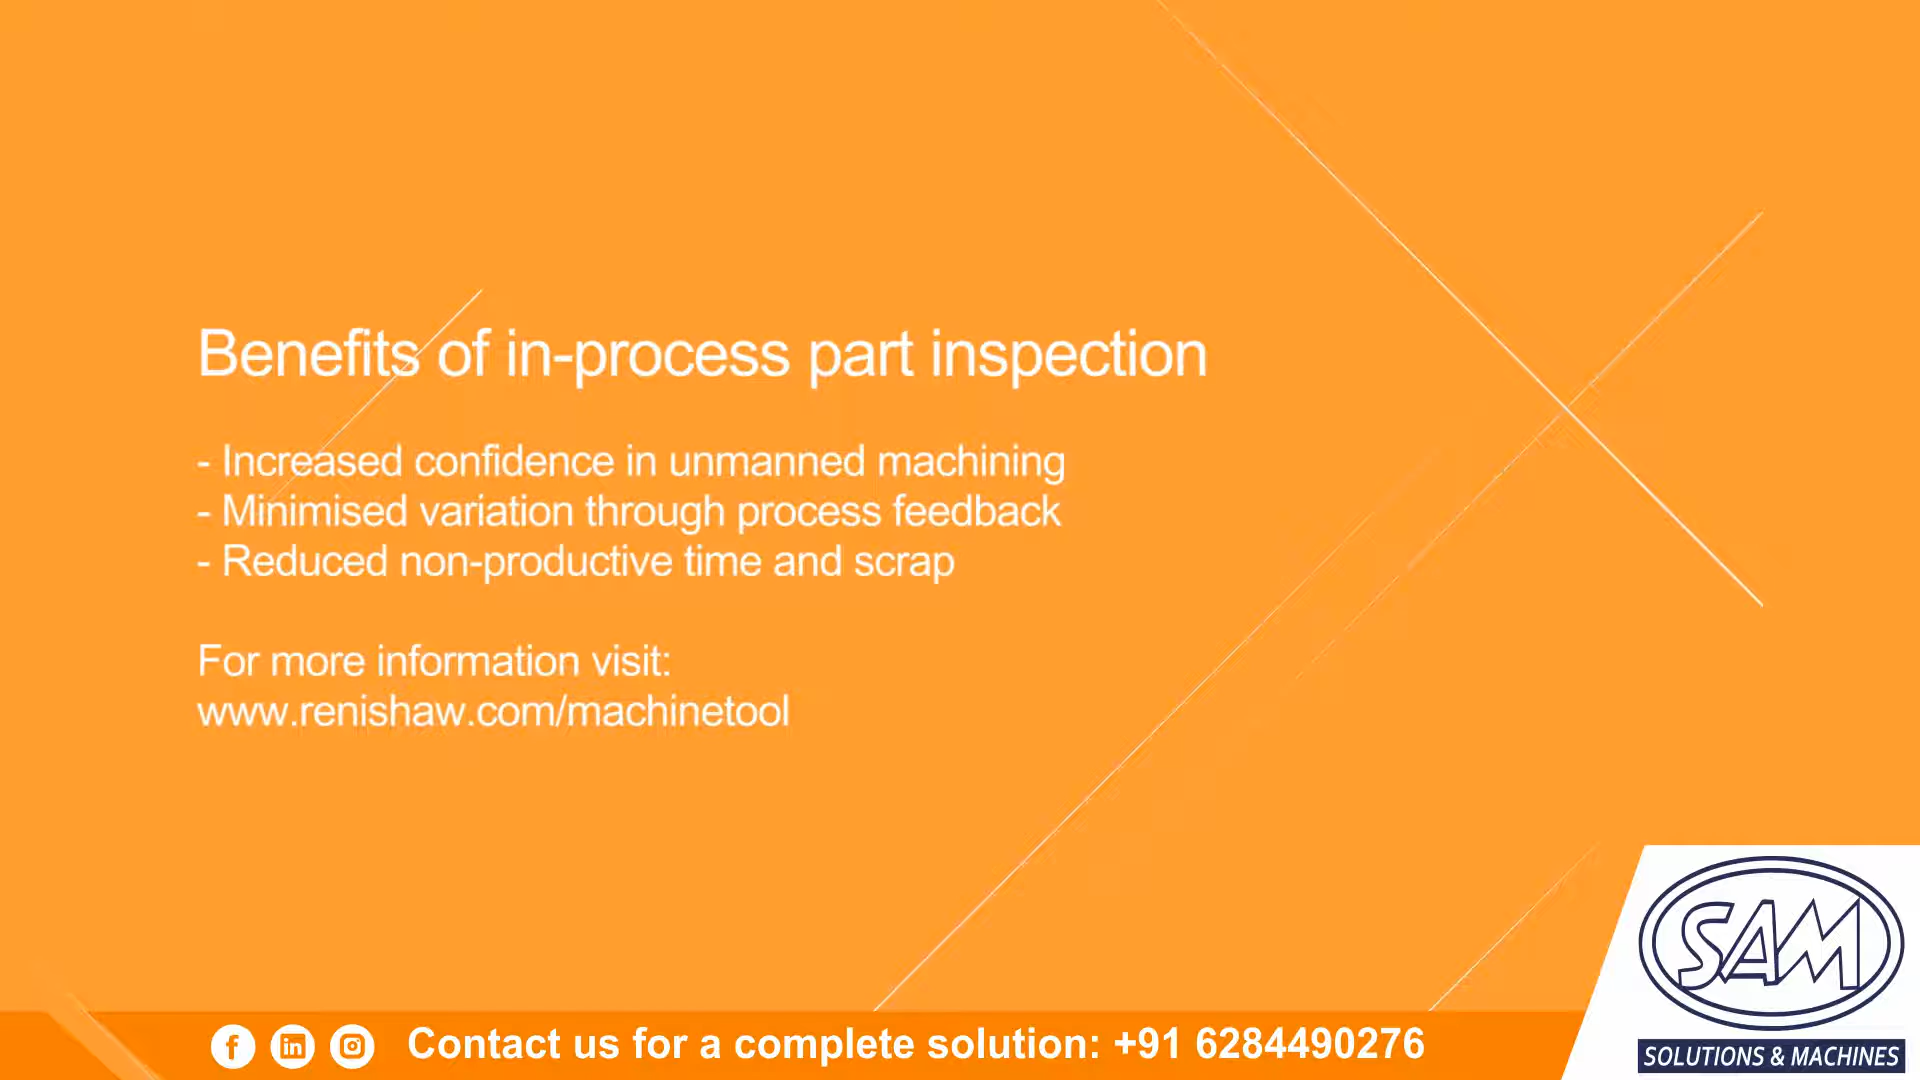 Benefits of in-process part inspection
- Increased confidence in unmanned machining
- Minimised variation through process feedback
- Reduced non-productive time and scrap
For more information visit:
www.renishaw.com/machinetool
Contact us for a complete solution: +91 6284490276
SAM
SOLUTIONS & MACHINES